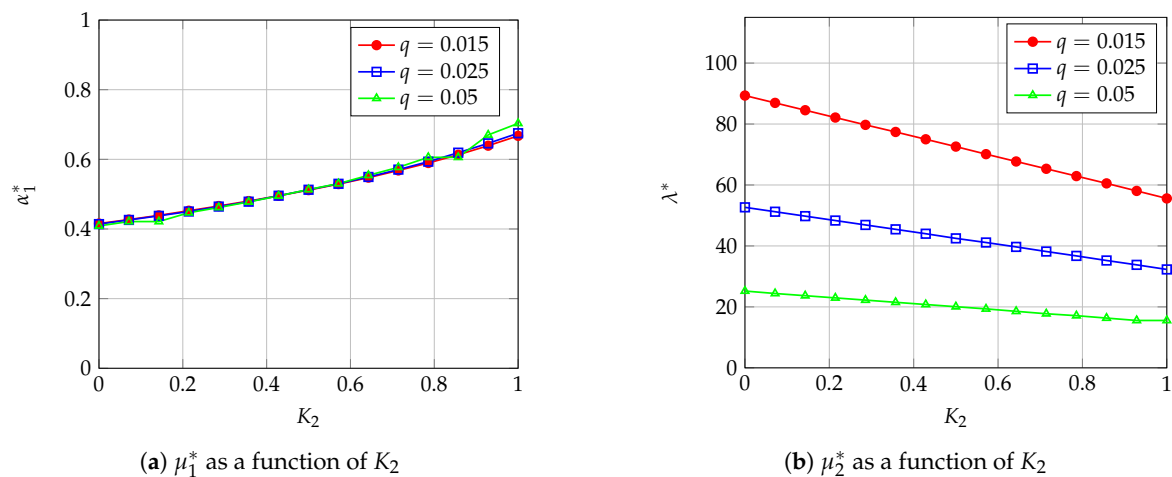 1
0.8
0.6
0.4
0.2
0
α₁*
q = 0.015
q = 0.025
q = 0.05
0 0.2 0.4 0.6 0.8 1
K₂
(a) μ₁* as a function of K₂
100
80
60
40
20
0
λ*
q = 0.015
q = 0.025
q = 0.05
0 0.2 0.4 0.6 0.8 1
K₂
(b) μ₂* as a function of K₂